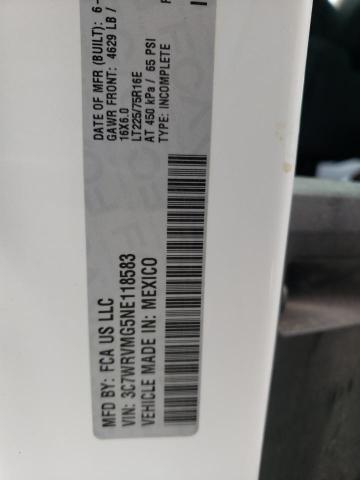 DATE OF MFR (BUILT): 6-
GAWR FRONT: 4629 LB /
16X6.0
LT225/75R16E
AT 450 kPa / 65 PSI
TYPE: INCOMPLETE
MFD BY: FCA US LLC
VIN: 3C7WRVMG5NE118583
VEHICLE MADE IN: MEXICO